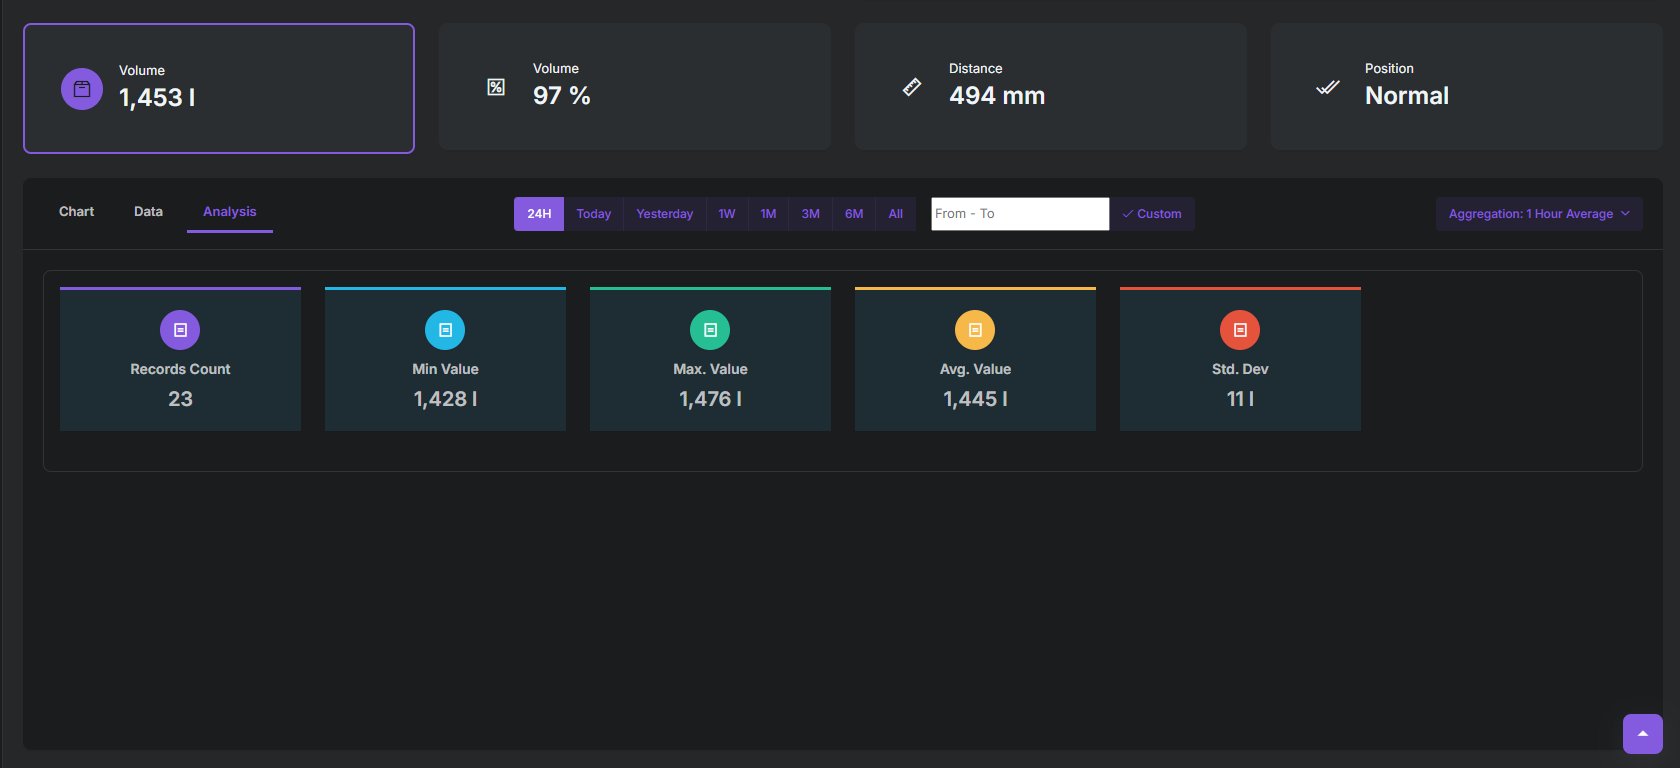 Volume
1,453 l
Volume
97 %
Distance
494 mm
Position
Normal
Chart Data Analysis 24H Today Yesterday 1W 1M 3M 6M All From - To Custom Aggregation: 1 Hour Average
Records Count
23
Min Value
1,428 l
Max. Value
1,476 l
Avg. Value
1,445 l
Std. Dev
11 l